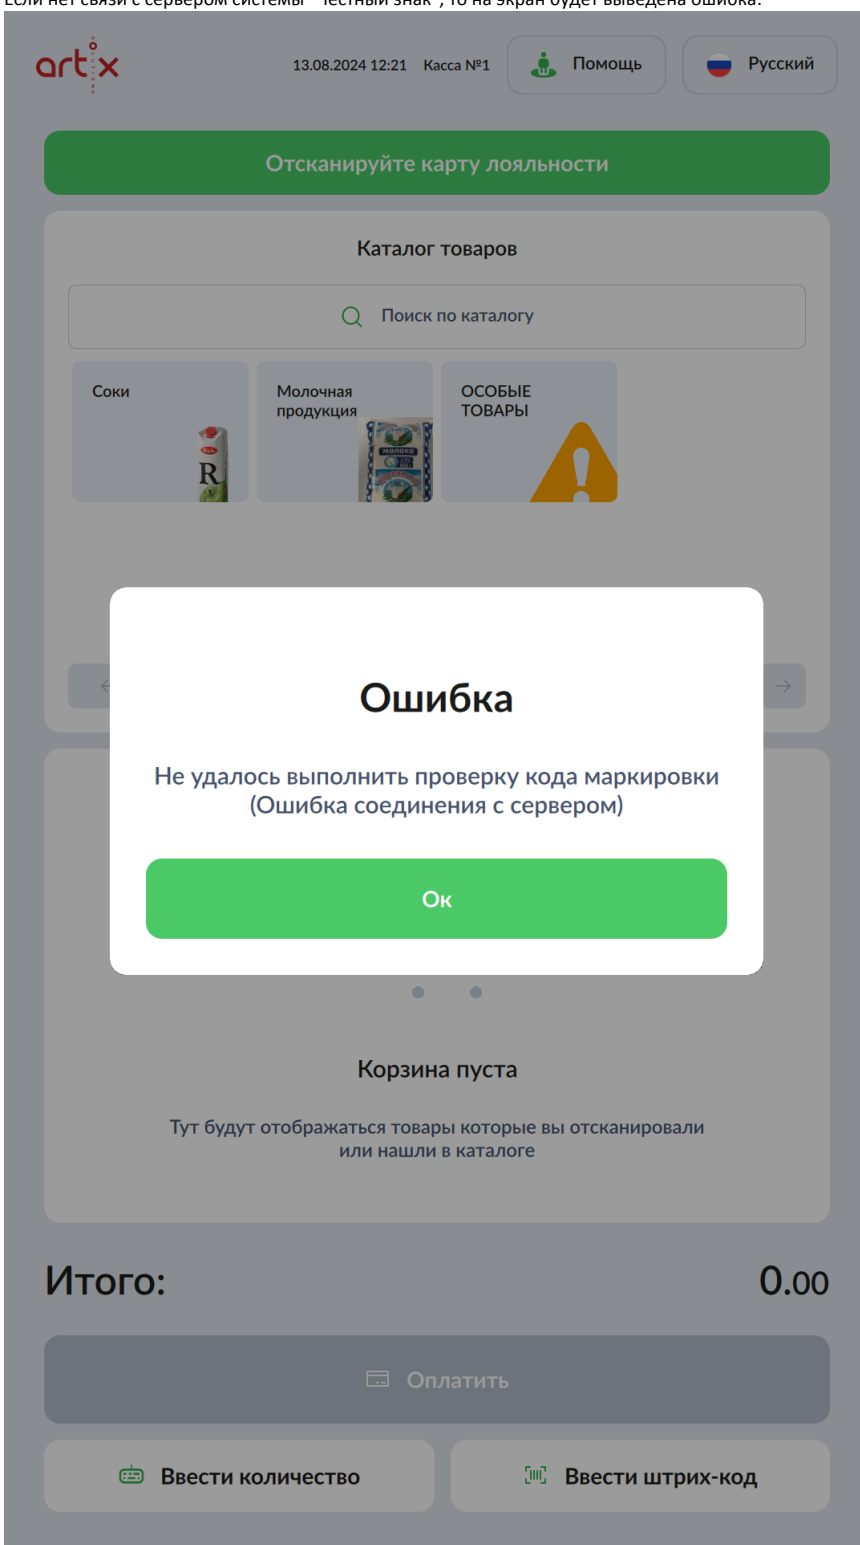 Если нет связи с сервером системы "Честный знак", то на экран будет выведена ошибка:
artix
13.08.2024 12:21 Касса №1
Помощь
Русский
Отсканируйте карту лояльности
Каталог товаров
Поиск по каталогу
Соки
Молочная
продукция
ОСОБЫЕ
ТОВАРЫ
R
МОЛОКО
Ошибка
Не удалось выполнить проверку кода маркировки
(Ошибка соединения с сервером)
Ок
Корзина пуста
Тут будут отображаться товары которые вы отсканировали
или нашли в каталоге
Итого:
0.00
Оплатить
Ввести количество
Ввести штрих-код